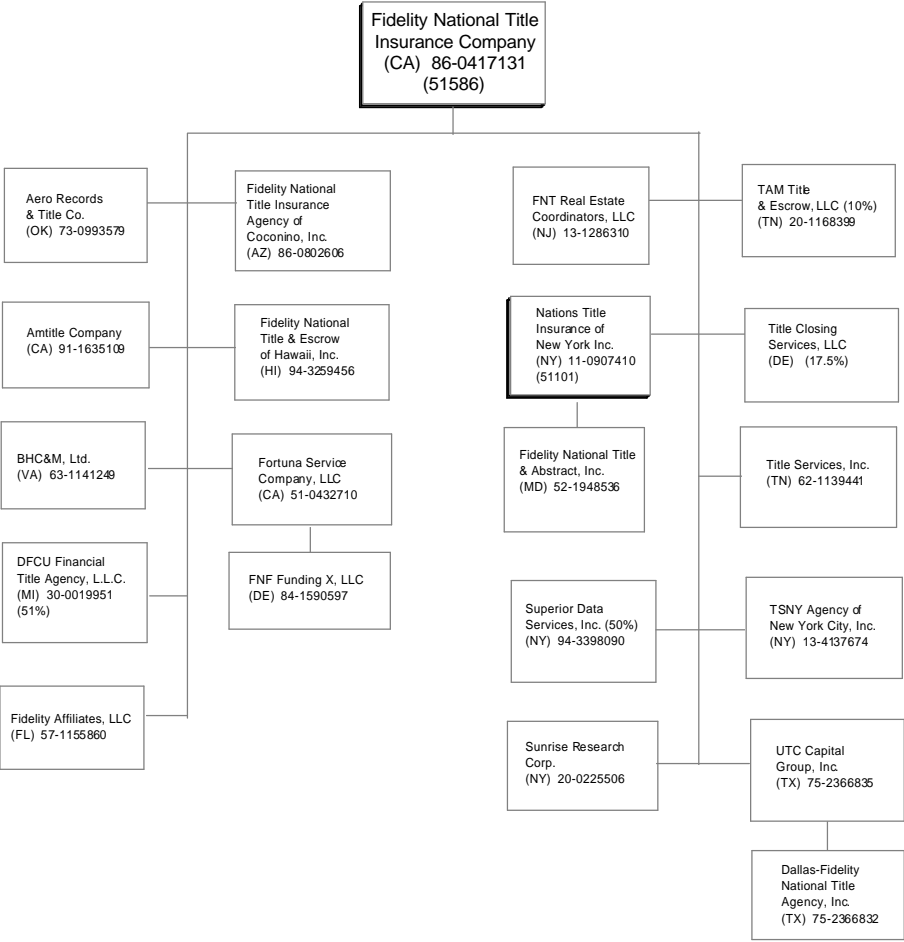 Fidelity National Title
Insurance Company
(CA) 86-0417131
(51586)
Aero Records
& Title Co.
(OK) 73-0993579
Fidelity National
Title Insurance
Agency of
Coconino, Inc.
(AZ) 86-0802606
FNT Real Estate
Coordinators, LLC
(NJ) 13-1286310
TAM Title
& Escrow, LLC (10%)
(TN) 20-1168399
Amtitle Company
(CA) 91-1635109
Fidelity National
Title & Escrow
of Hawaii, Inc.
(HI) 94-3259456
Nations Title
Insurance of
New York Inc.
(NY) 11-0907410
(51101)
Title Closing
Services, LLC
(DE) (17.5%)
BHC&M, Ltd.
(VA) 63-1141249
Fortuna Service
Company, LLC
(CA) 51-0432710
Fidelity National Title
& Abstract, Inc.
(MD) 52-1948536
Title Services, Inc.
(TN) 62-1139441
DFCU Financial
Title Agency, L.L.C.
(MI) 30-0019951
(51%)
FNF Funding X, LLC
(DE) 84-1590597
Superior Data
Services, Inc. (50%)
(NY) 94-3398090
TSNY Agency of
New York City, Inc.
(NY) 13-4137674
Fidelity Affiliates, LLC
(FL) 57-1155860
Sunrise Research
Corp.
(NY) 20-0225506
UTC Capital
Group, Inc.
(TX) 75-2366835
Dallas-Fidelity
National Title
Agency, Inc.
(TX) 75-2366832